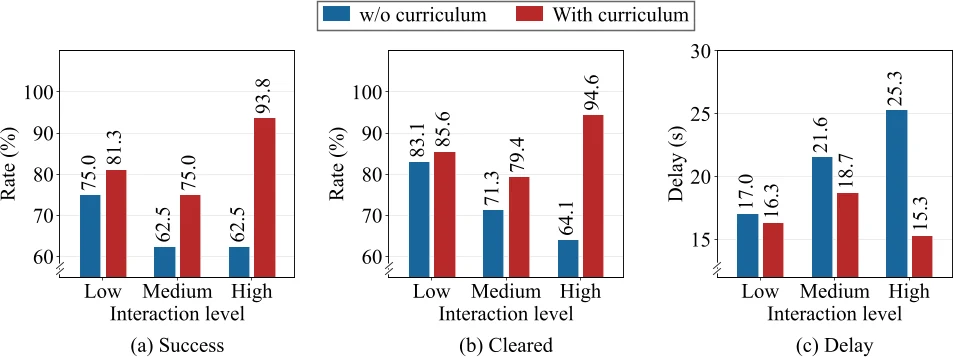 w/o curriculum With curriculum
Rate (%)
100
90
80
70
60
75.0 81.3 62.5 75.0 62.5 93.8
Low Medium High
Interaction level
(a) Success
Rate (%)
100
90
80
70
60
83.1 85.6 71.3 79.4 64.1 94.6
Low Medium High
Interaction level
(b) Cleared
Delay (s)
30
25
20
15
17.0 16.3 21.6 18.7 25.3 15.3
Low Medium High
Interaction level
(c) Delay